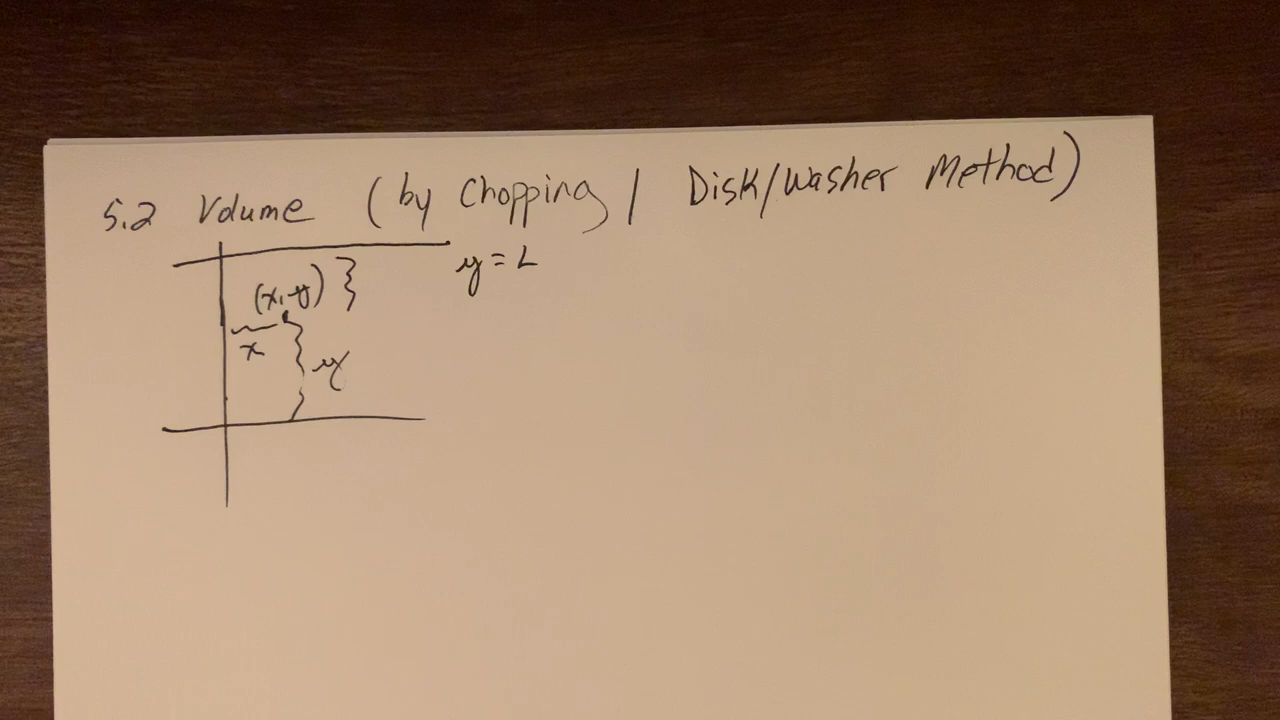 5.2 Volume (by Chopping / Disk/Washer Method)
y = L
(x, y) }
x
y